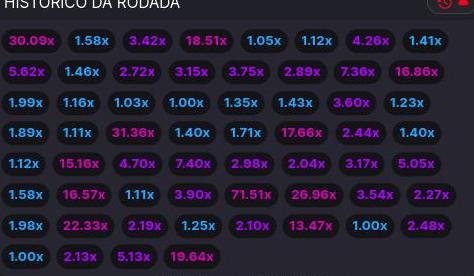 HISTÓRICO DA RODADA
30.09x 1.58x 3.42x 18.51x 1.05x 1.12x 4.26x 1.41x
5.62x 1.46x 2.72x 3.15x 3.75x 2.89x 7.36x 16.86x
1.99x 1.16x 1.03x 1.00x 1.35x 1.43x 3.60x 1.23x
1.89x 1.11x 31.36x 1.40x 1.71x 17.66x 2.44x 1.40x
1.12x 15.16x 4.70x 7.40x 2.98x 2.04x 3.17x 5.05x
1.58x 16.57x 1.11x 3.90x 71.51x 26.96x 3.54x 2.27x
1.98x 22.33x 2.19x 1.25x 2.10x 13.47x 1.00x 2.48x
1.00x 2.13x 5.13x 19.64x